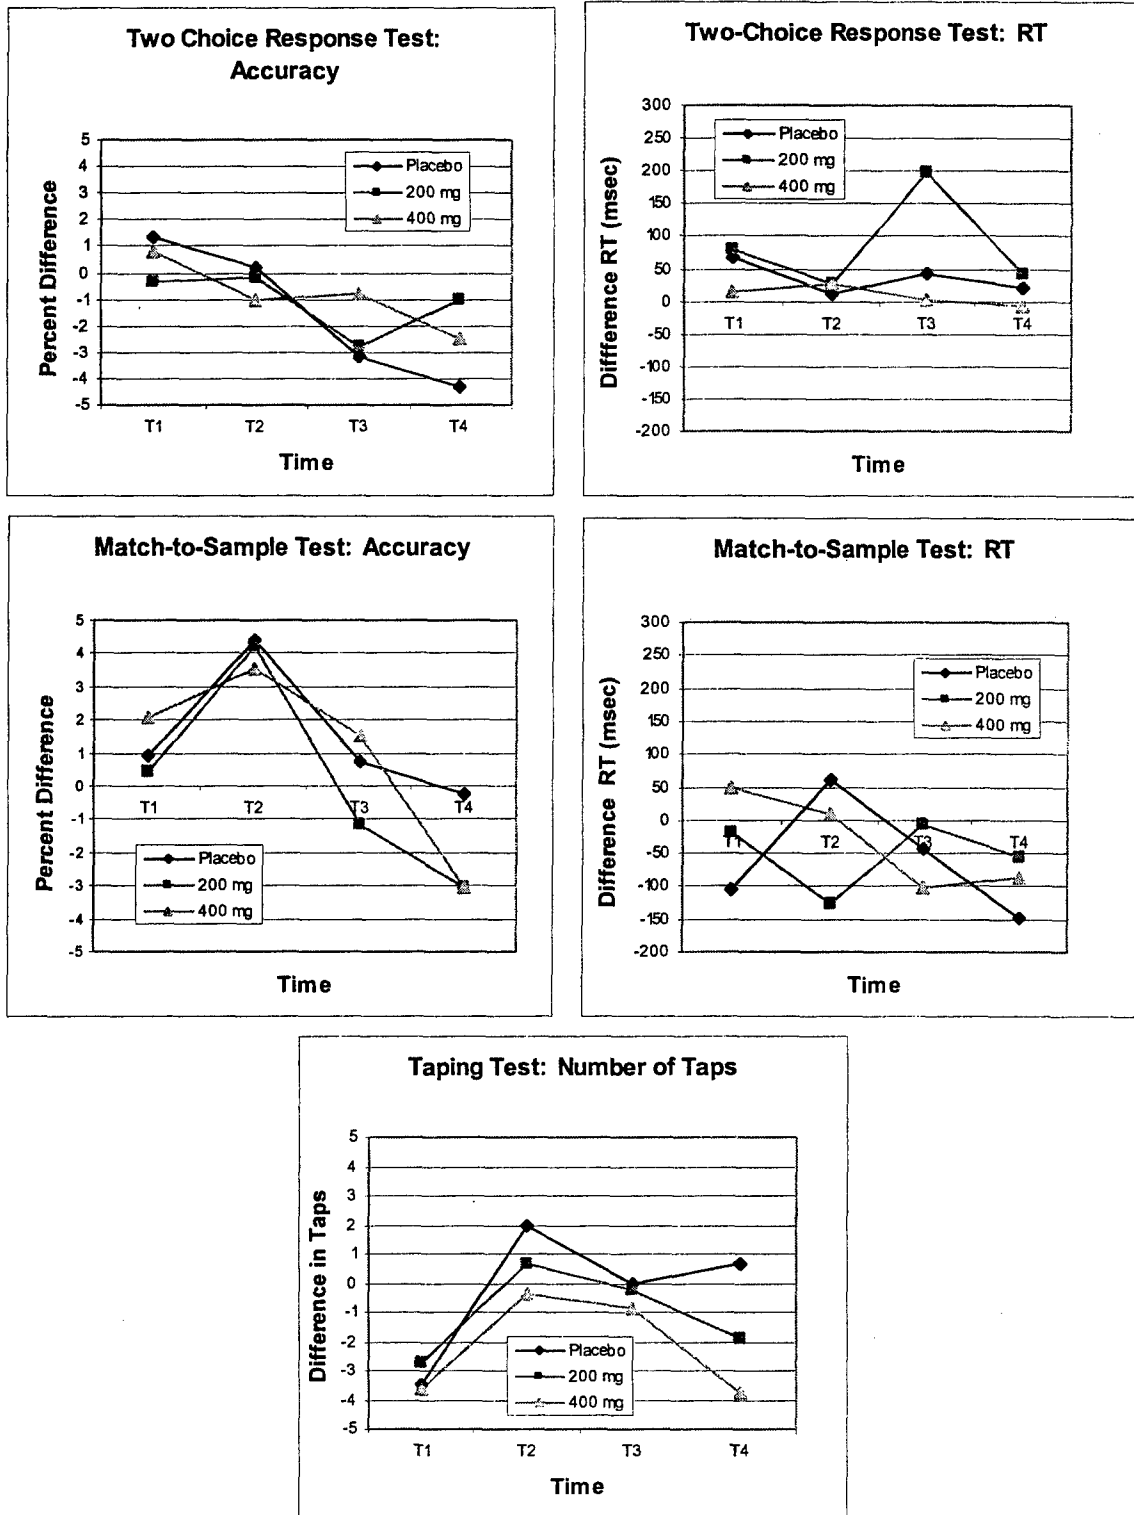 Two Choice Response Test:
Accuracy
5
4
3
2
1
0
-1
-2
-3
-4
-5
Percent Difference
Placebo
200 mg
400 mg
T1 T2 T3 T4
Time
Two-Choice Response Test: RT
300
250
200
150
100
50
0
-50
-100
-150
-200
Diffference RT (msec)
Placebo
200 mg
400 mg
T1 T2 T3 T4
Time
Match-to-Sample Test: Accuracy
5
4
3
2
1
0
-1
-2
-3
-4
-5
Percent Difference
T1 T2 T3 T4
Placebo
200 mg
400 mg
Time
Match-to-Sample Test: RT
300
250
200
150
100
50
0
-50
-100
-150
-200
Difference RT (msec)
Placebo
200 mg
400 mg
T1 T2 T3 T4
Time
Taping Test: Number of Taps
5
4
3
2
1
0
-1
-2
-3
-4
-5
Difference in Taps
Placebo
200 mg
400 mg
T1 T2 T3 T4
Time